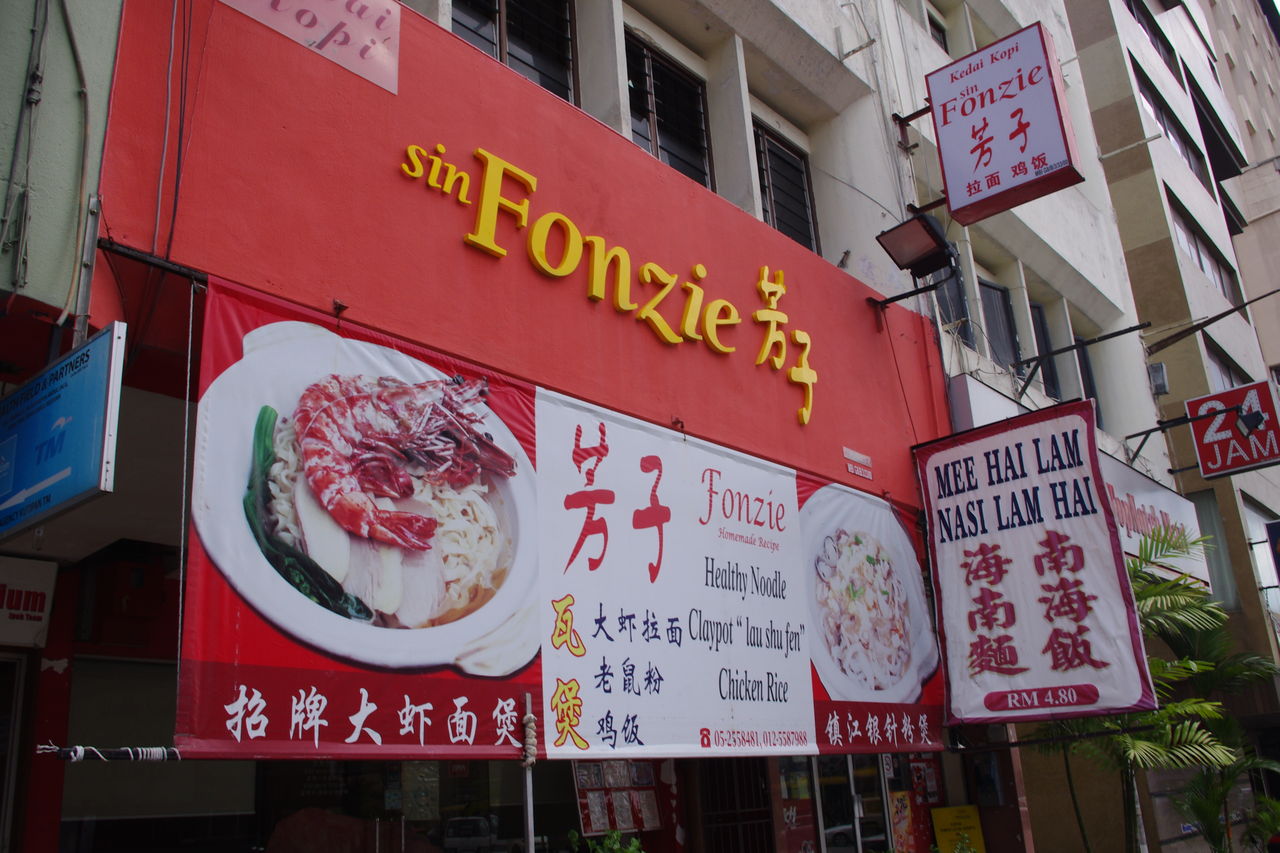 kopi
sin Fonzie 芳子
Kedai Kopi
sin
Fonzie
芳子
拉面 鸡饭
FIELD & PARTNERS
TM
24
JAM
MEE HAI LAM
NASI LAM HAI
海南麵
南海飯
RM 4.80
芳子
Fonzie
Homemade Recipe
Healthy Noodle
Claypot “ lau shu fen”
Chicken Rice
瓦煲
大虾拉面
老鼠粉
鸡饭
05-2558481, 012-5587988
招牌大虾面煲
镇江银针粉煲